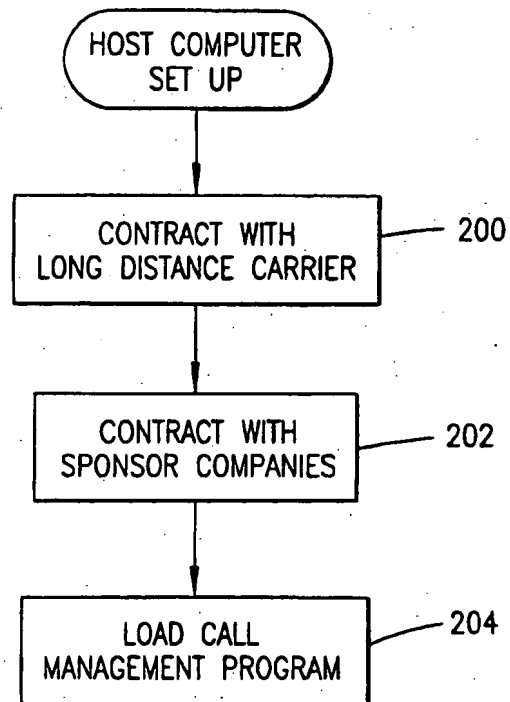 HOST COMPUTER
SET UP
CONTRACT WITH
LONG DISTANCE CARRIER
200
CONTRACT WITH
SPONSOR COMPANIES
202
LOAD CALL
MANAGEMENT PROGRAM
204